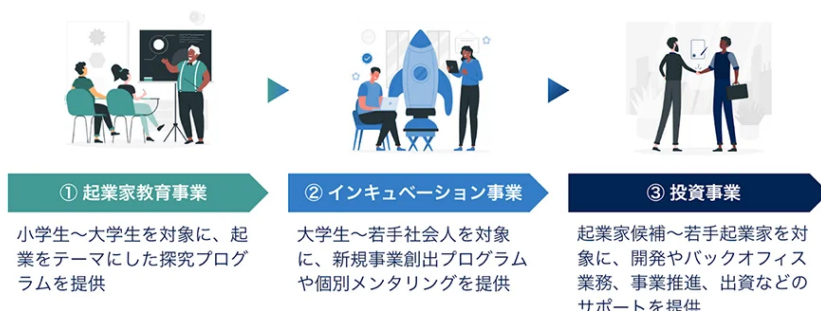 ① 起業家教育事業
小学生〜大学生を対象に、起
業をテーマにした探究プログ
ラムを提供
② インキュベーション事業
大学生〜若手社会人を対象
に、新規事業創出プログラム
や個別メンタリングを提供
③ 投資事業
起業家候補〜若手起業家を対
象に、開発やバックオフィス
業務、事業推進、出資などの
サポートを提供